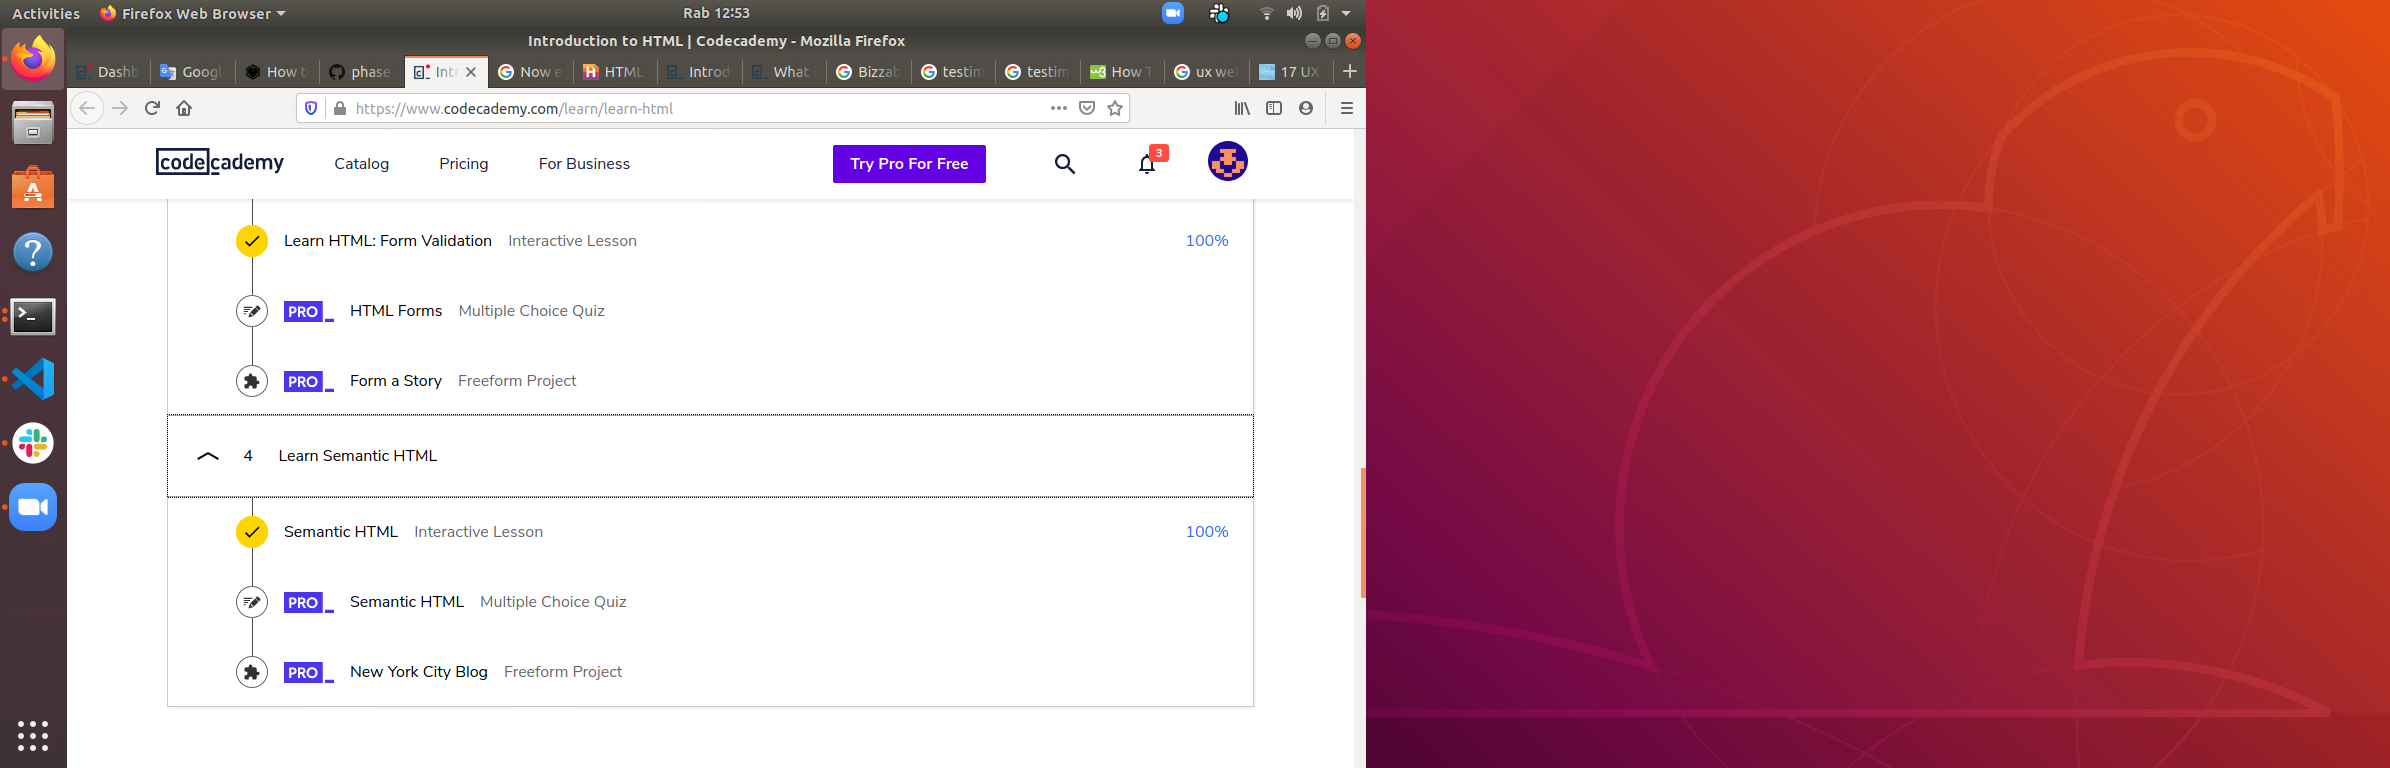 Activities Firefox Web Browser Rab 12:53
Introduction to HTML | Codecademy - Mozilla Firefox
Dashb Googl How to phase Int Now e HTML Introd What i Bizzab testim testim How T ux we 17 UX
https://www.codecademy.com/learn/learn-html
codecademy Catalog Pricing For Business Try Pro For Free 3
Learn HTML: Form Validation Interactive Lesson 100%
PRO HTML Forms Multiple Choice Quiz
PRO Form a Story Freeform Project
4 Learn Semantic HTML
Semantic HTML Interactive Lesson 100%
PRO Semantic HTML Multiple Choice Quiz
PRO New York City Blog Freeform Project